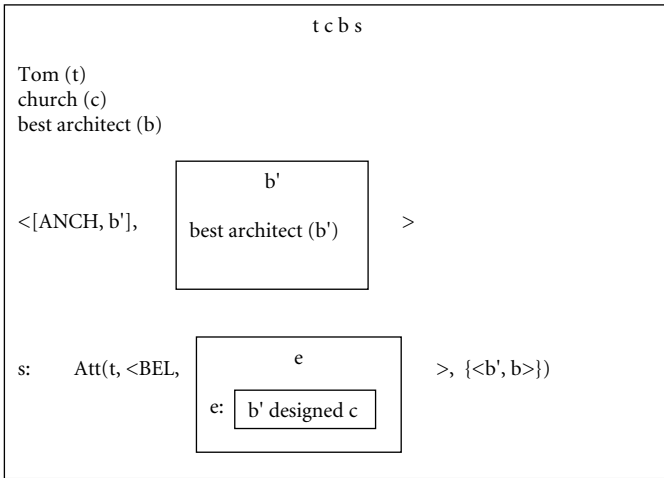 t c b s
Tom (t)
church (c)
best architect (b)
b'
<[ANCH, b'], best architect (b') >
e
s: Att(t, <BEL, >, {<b', b>})
e: b' designed c